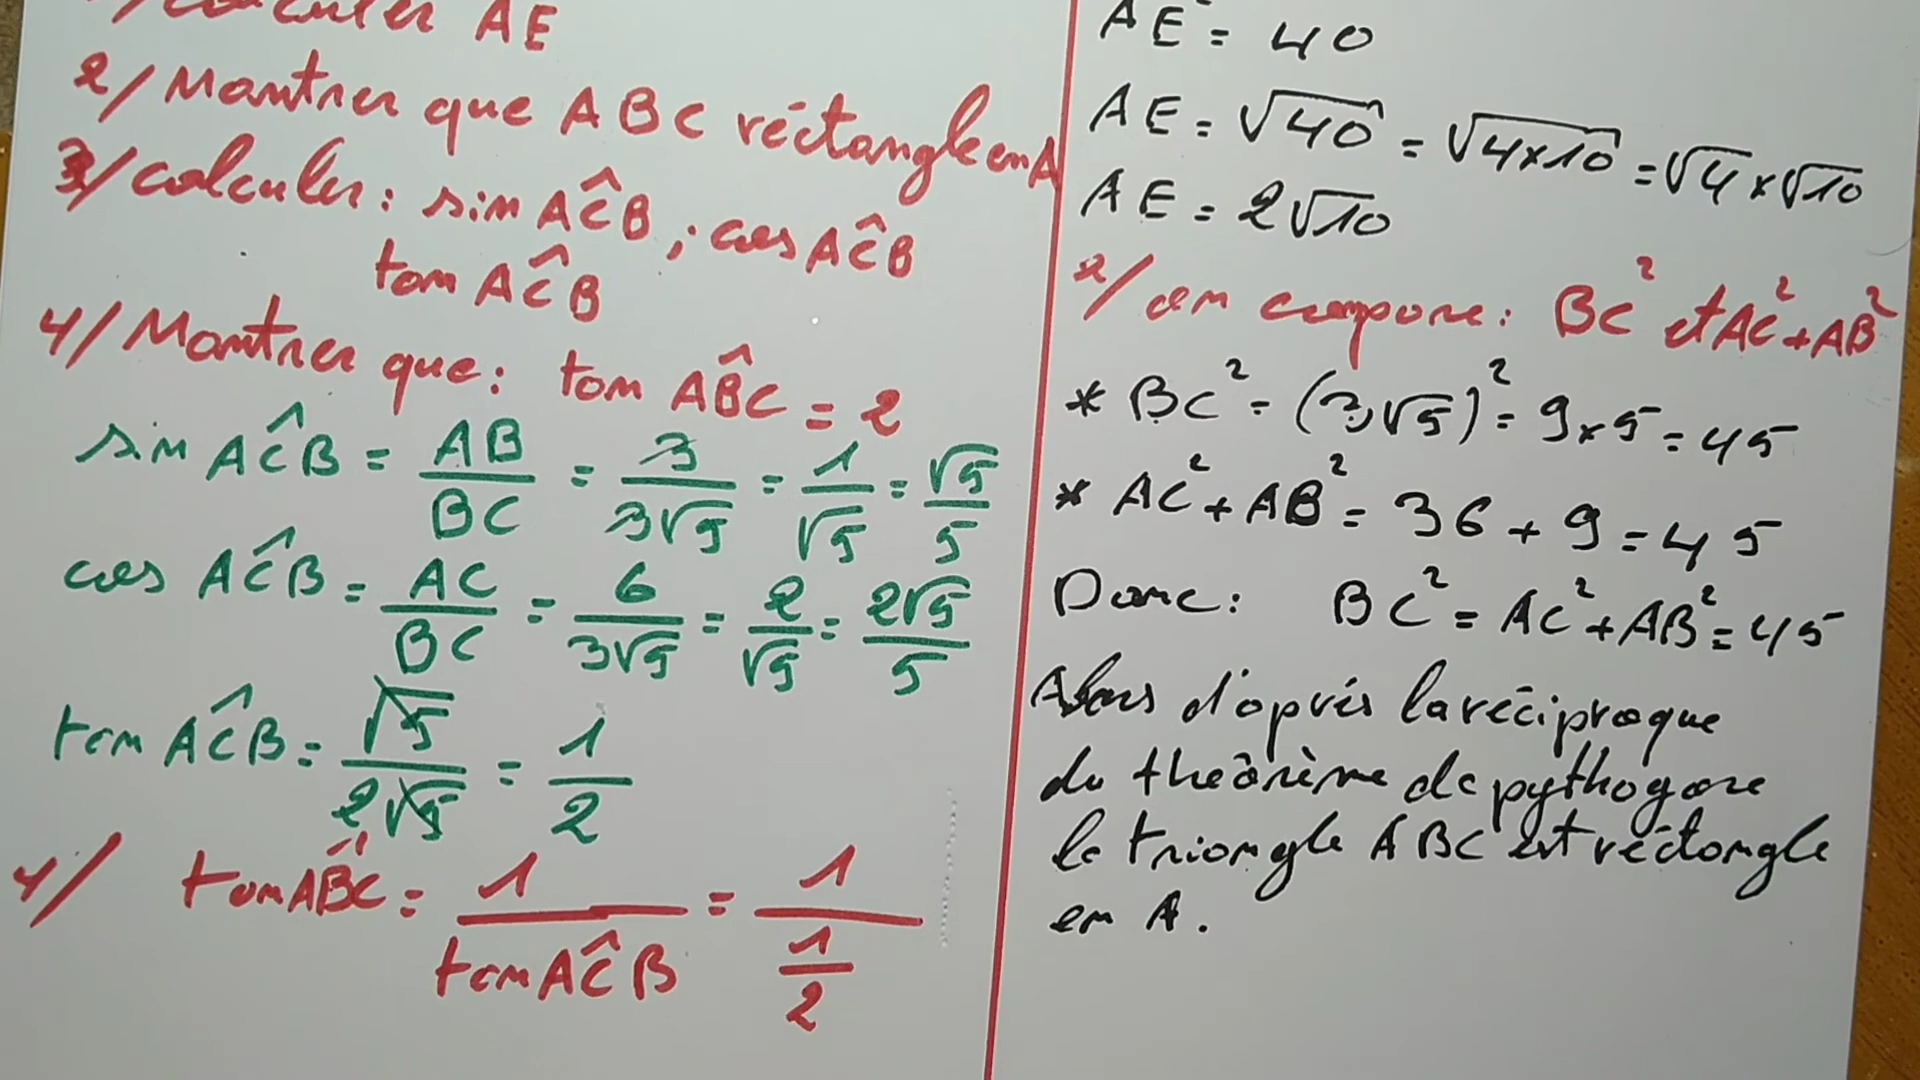 1/ calculer AE
2/ Montrer que ABC réctangle en A
3/ calculer : sin AĈB ; cos AĈB
tan AĈB
4/ Montrer que : tan AB̂C = 2
sin AĈB = AB/BC = 3/3√5 = 1/√5 = √5/5
cos AĈB = AC/BC = 6/3√5 = 2/√5 = 2√5/5
tan AĈB = √5/2√5 = 1/2
4/ tan AB̂C = 1/tan AĈB = 1/(1/2)
AE² = 40
AE = √40 = √4×10 = √4 × √10
AE = 2√10
2/ on compare : BC² et AC² + AB²
* BC² = (3√5)² = 9×5 = 45
* AC² + AB² = 36 + 9 = 45
Donc : BC² = AC² + AB² = 45
Alors d'après la réciproque
du théorème de pythagore
le triangle ABC est réctangle
en A.